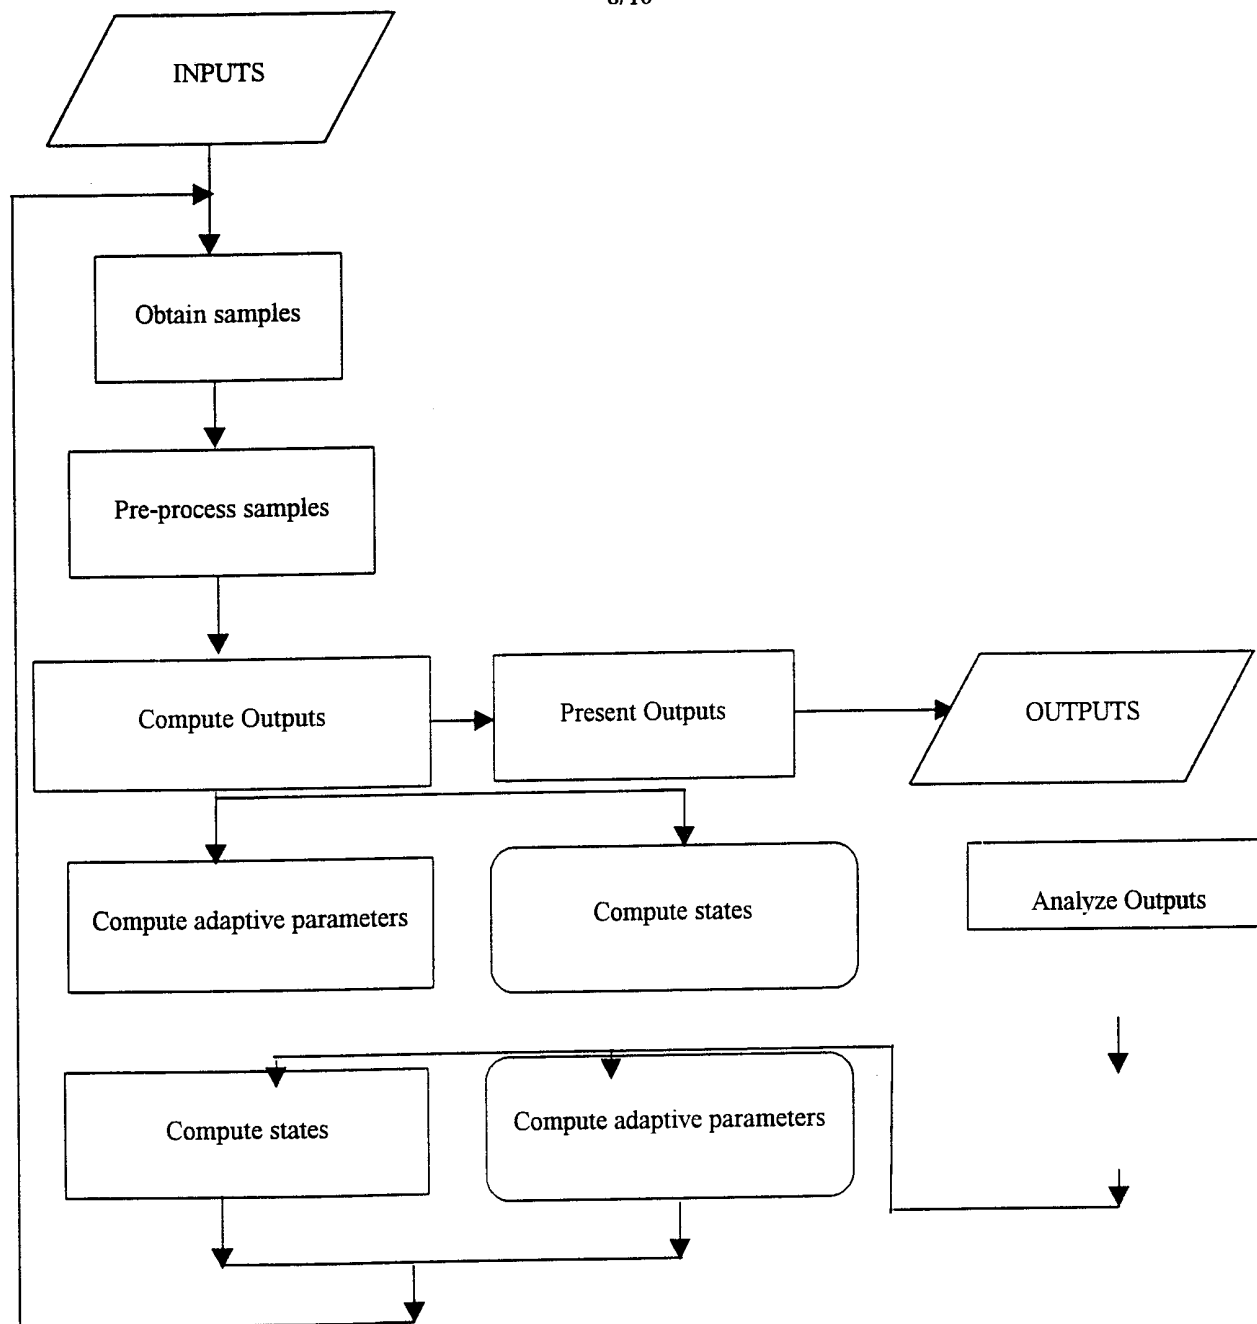 INPUTS
Obtain samples
Pre-process samples
Compute Outputs
Present Outputs
OUTPUTS
Compute adaptive parameters
Compute states
Analyze Outputs
Compute states
Compute adaptive parameters